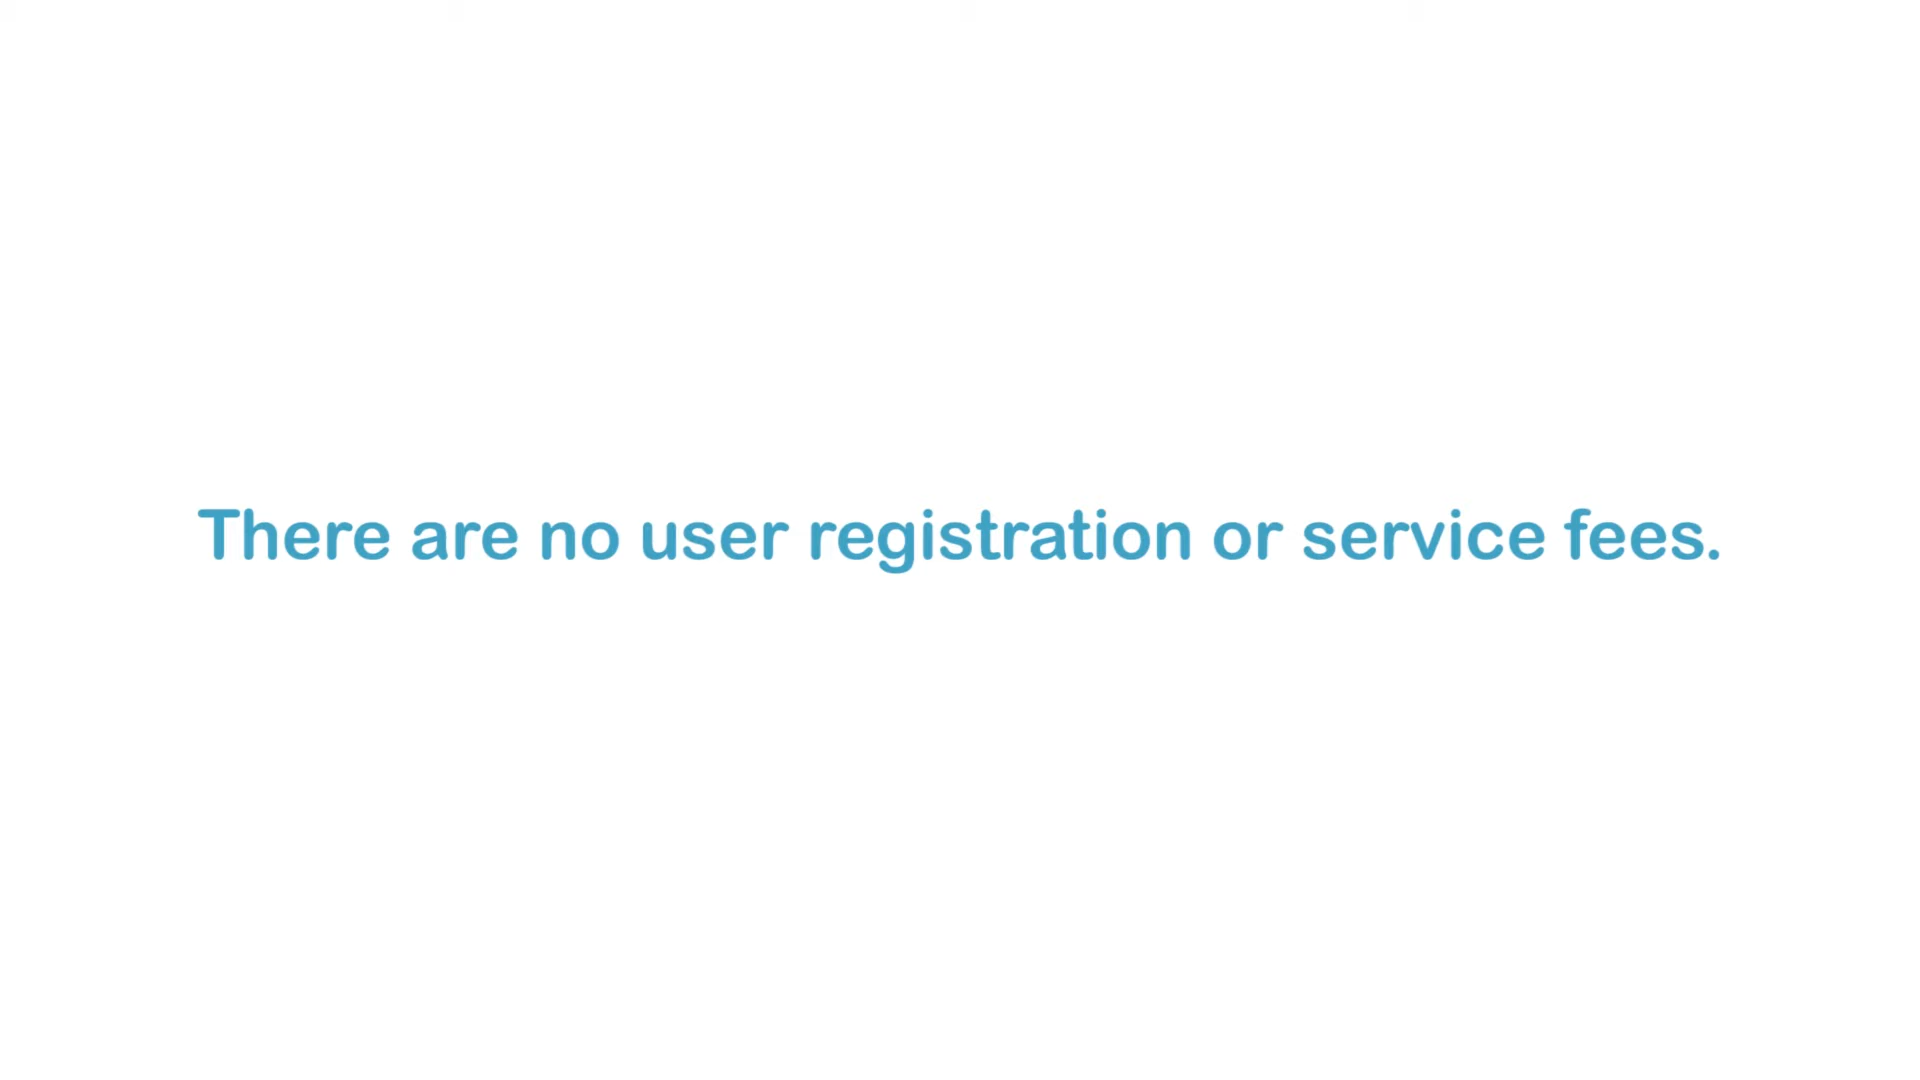 There are no user registration or service fees.